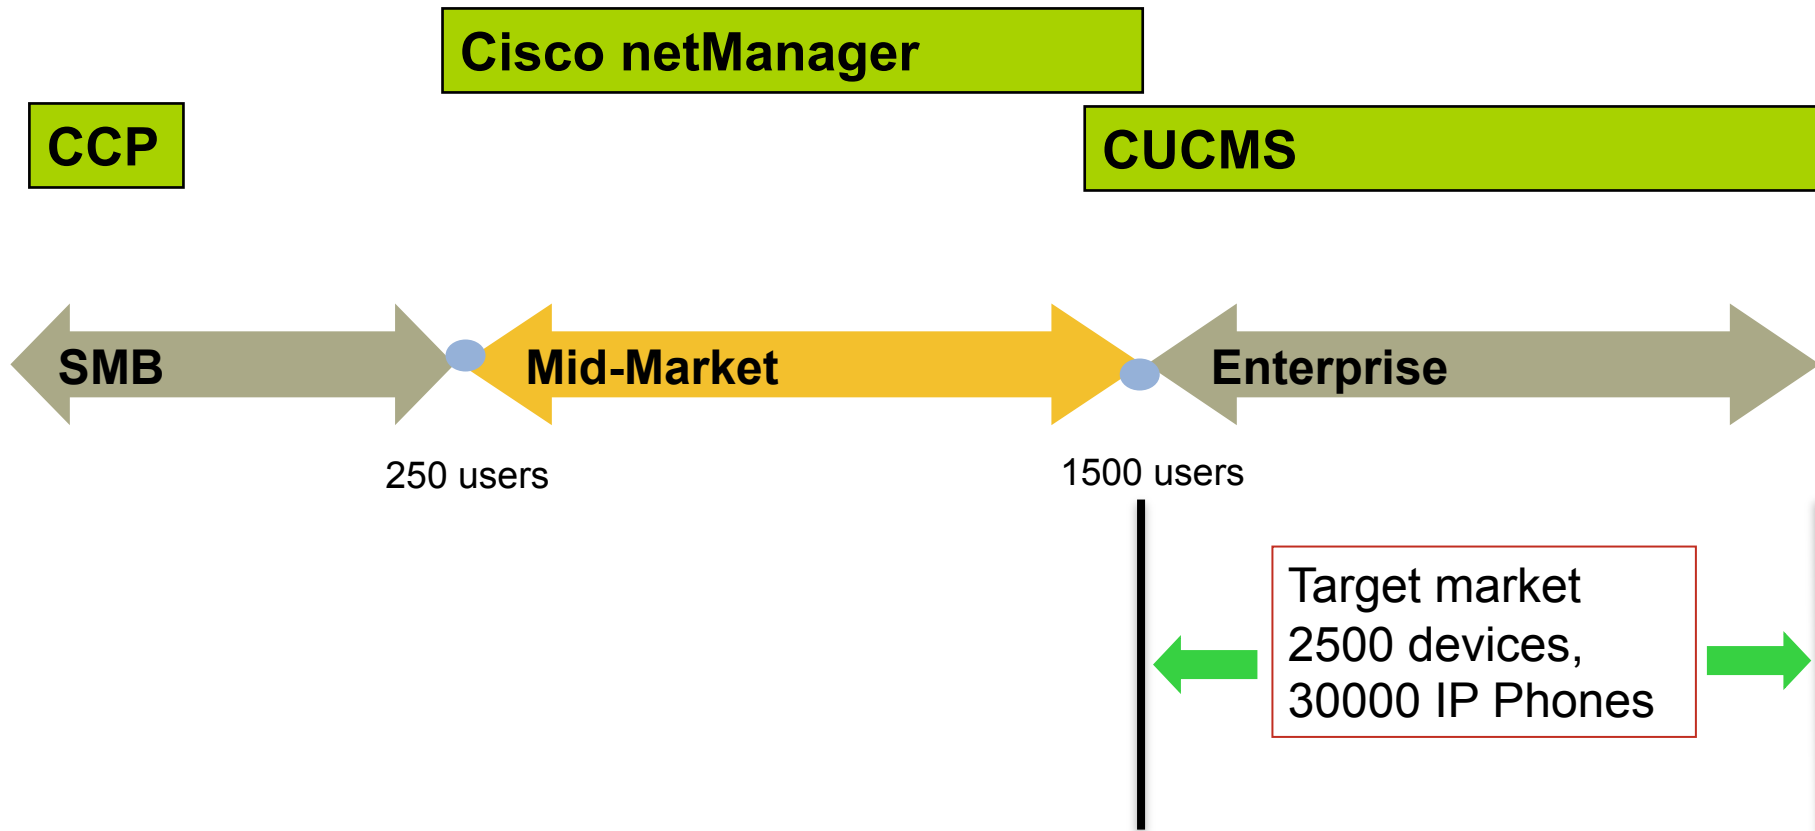 Cisco netManager
CCP
CUCMS
SMB
Mid-Market
Enterprise
250 users
1500 users
Target market
2500 devices,
30000 IP Phones